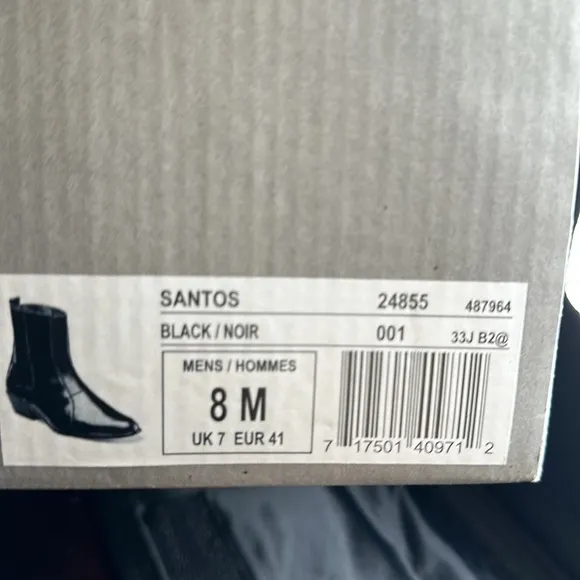 SANTOS 24855 487964
BLACK / NOIR 001 33J B2@
MENS / HOMMES
8 M
UK 7 EUR 41
7 17501 40971 2